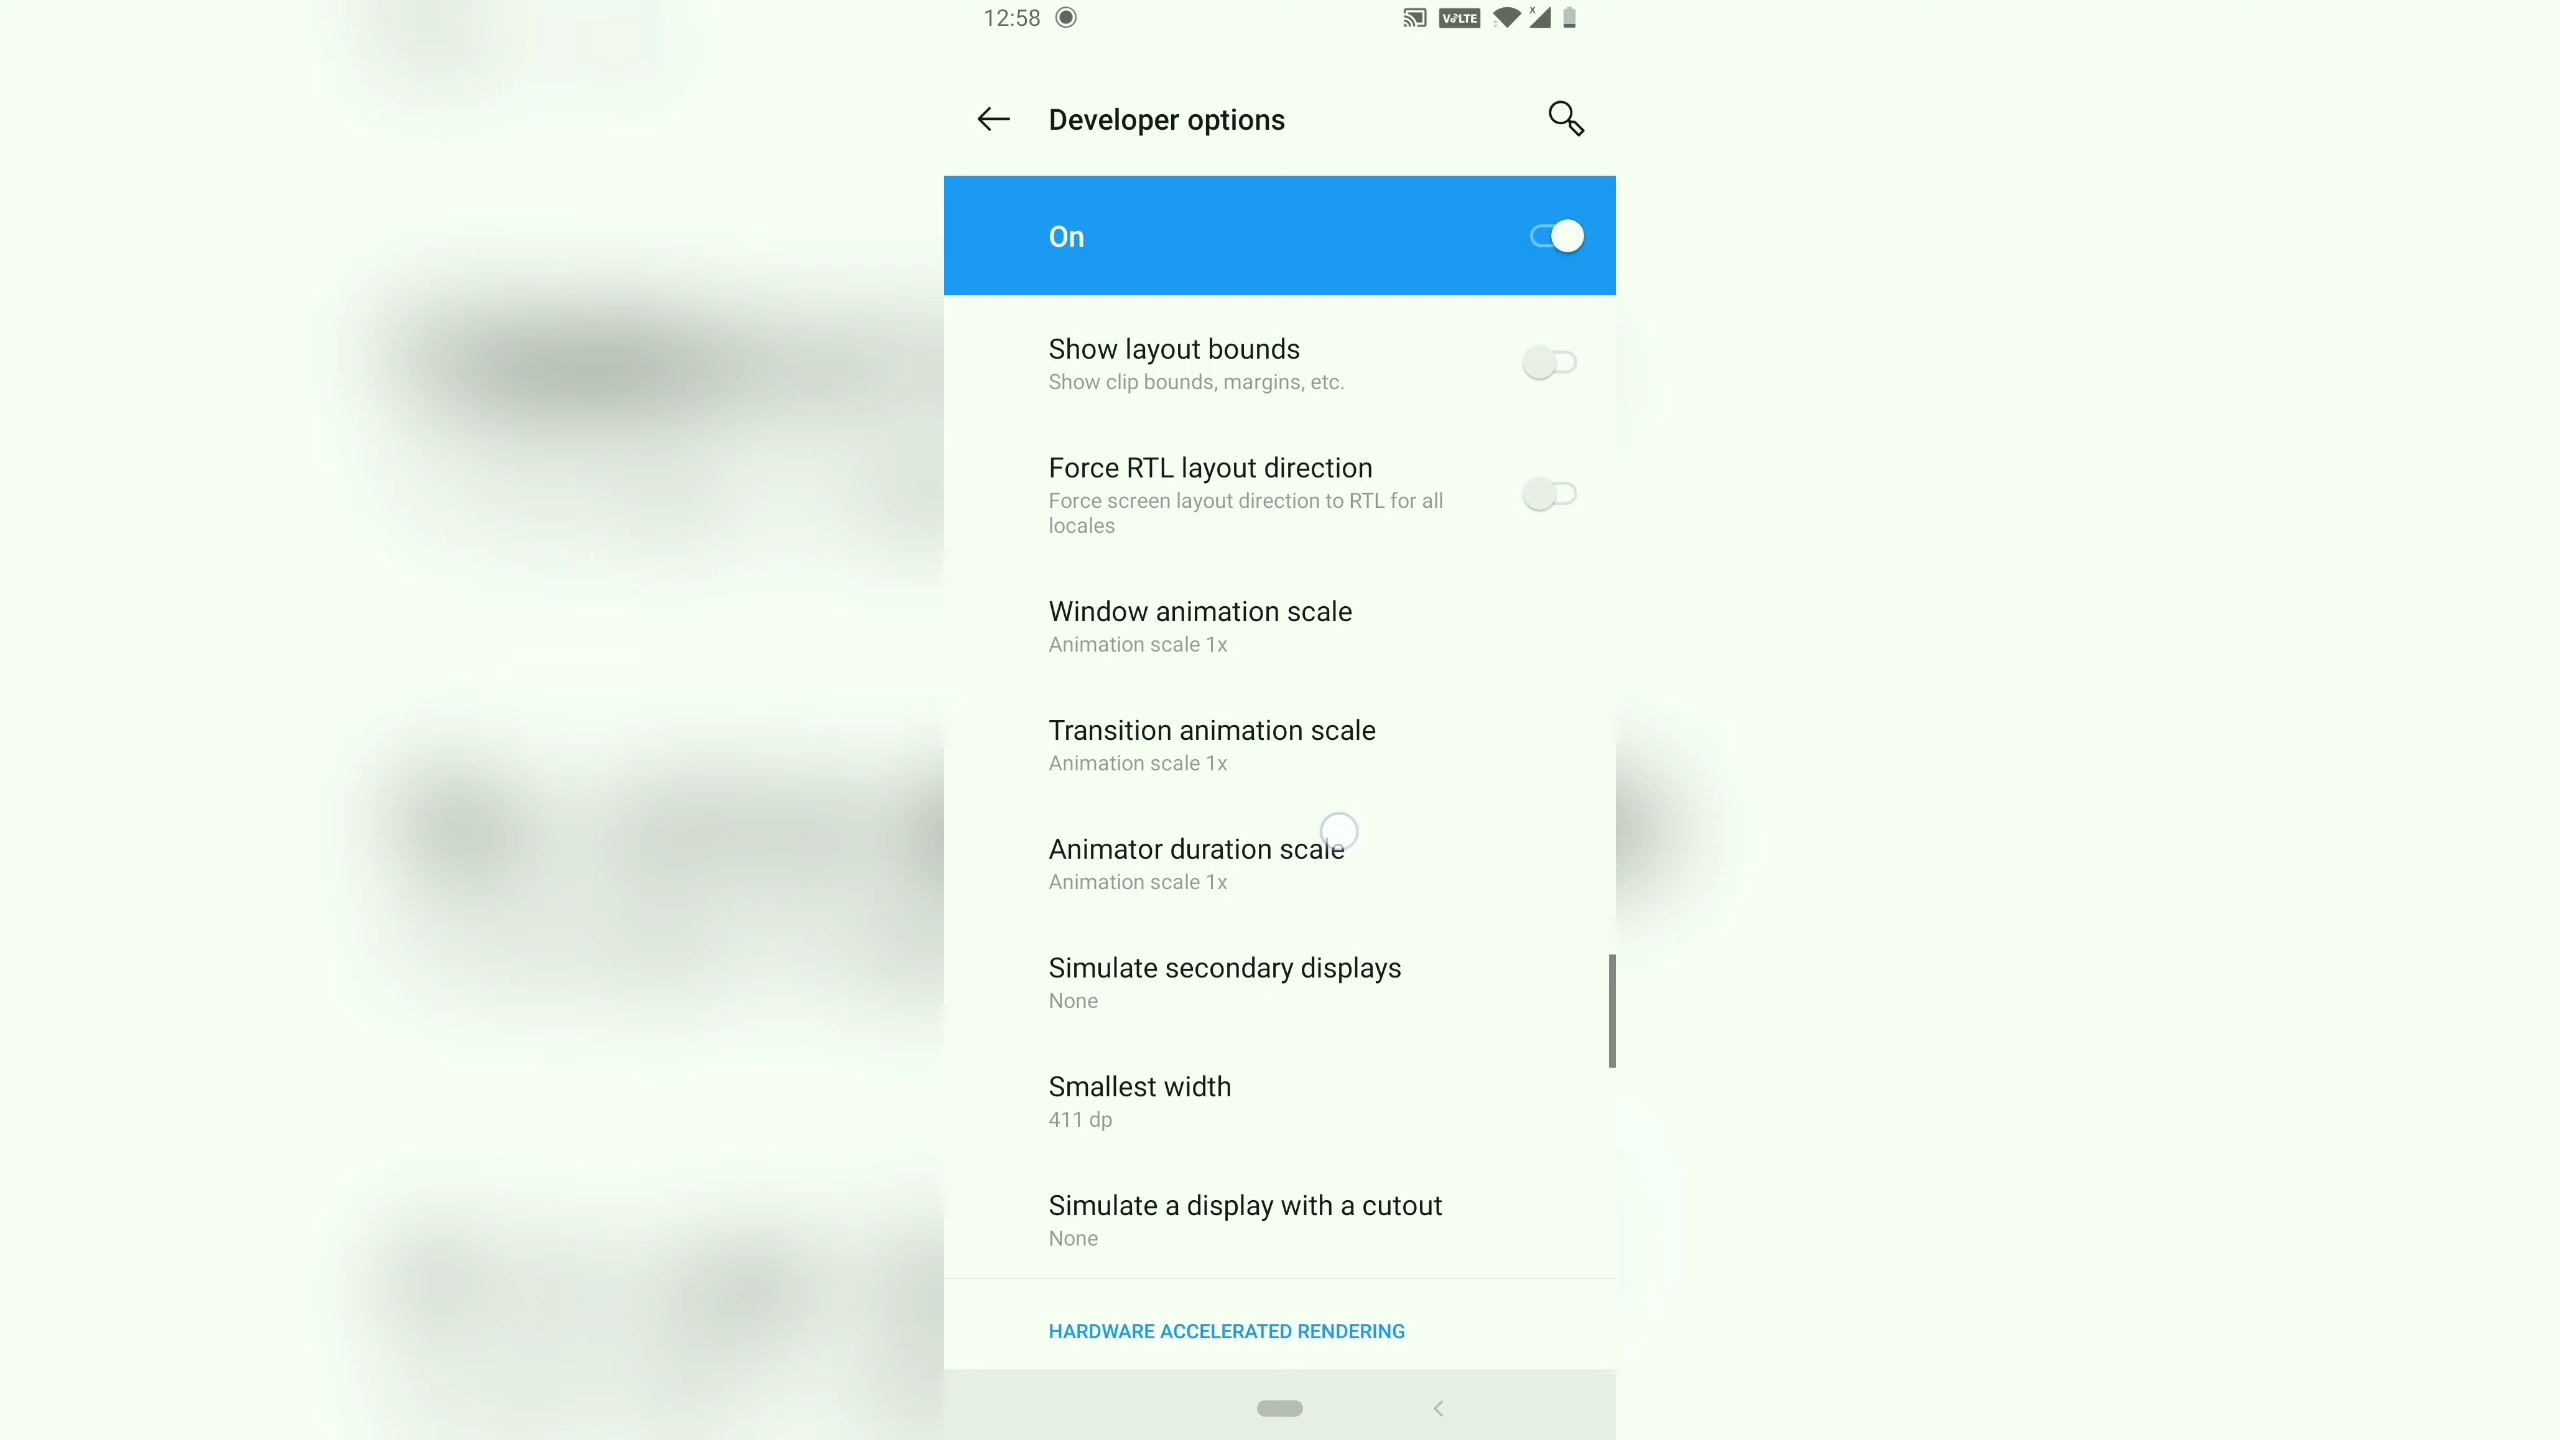 12:58
VoLTE
Developer options
On
Show layout bounds
Show clip bounds, margins, etc.
Force RTL layout direction
Force screen layout direction to RTL for all
locales
Window animation scale
Animation scale 1x
Transition animation scale
Animation scale 1x
Animator duration scale
Animation scale 1x
Simulate secondary displays
None
Smallest width
411 dp
Simulate a display with a cutout
None
HARDWARE ACCELERATED RENDERING